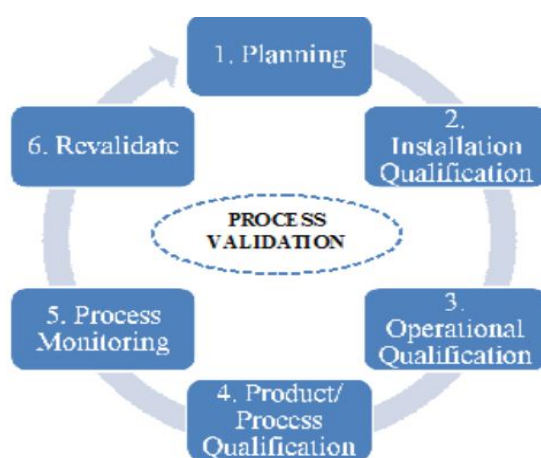 1. Planning
2.
Installation
Qualification
3.
Operational
Qualification
4. Product/
Process
Qualification
5. Process
Monitoring
6. Revalidate
PROCESS
VALIDATION